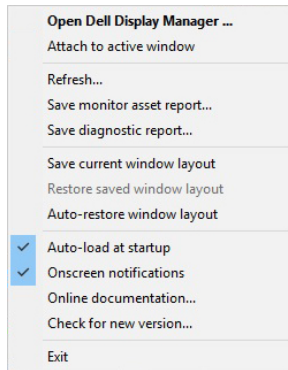 Open Dell Display Manager ...
Attach to active window
Refresh...
Save monitor asset report...
Save diagnostic report...
Save current window layout
Restore saved window layout
Auto-restore window layout
Auto-load at startup
Onscreen notifications
Online documentation...
Check for new version...
Exit